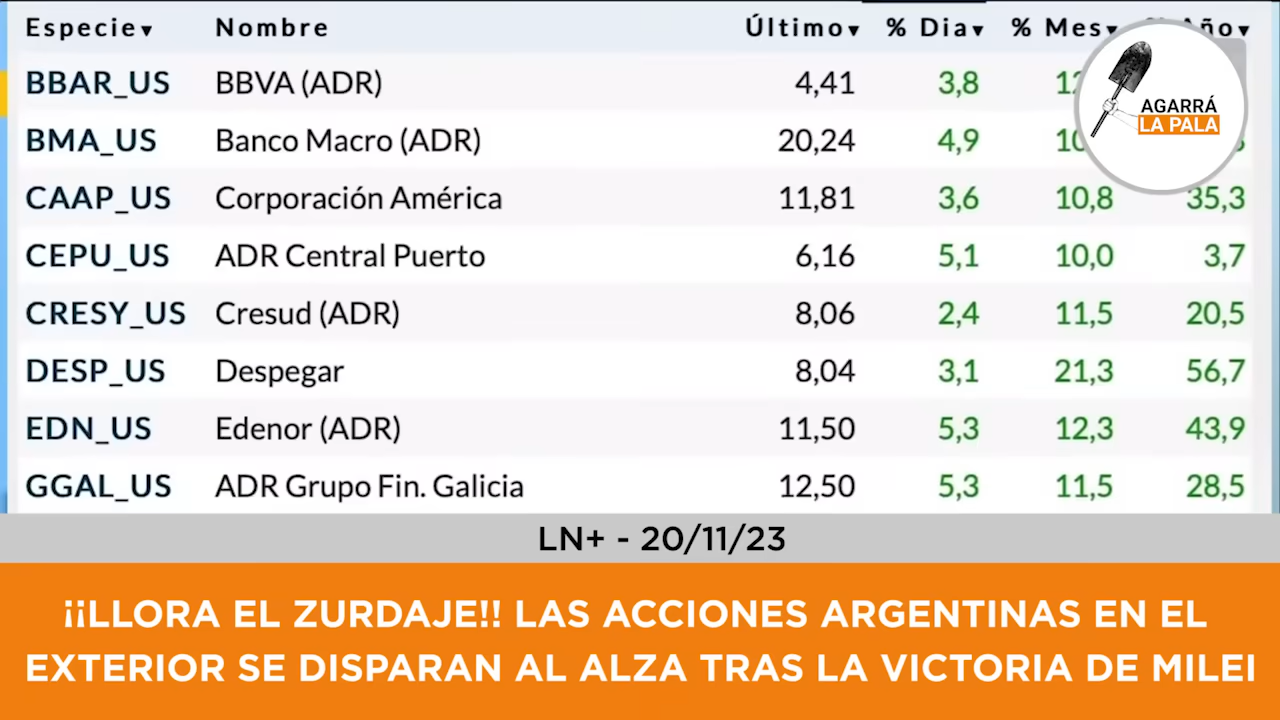 Especie▾ Nombre Último▾ % Dia▾ % Mes▾ Año▾
BBAR_US BBVA (ADR) 4,41 3,8
BMA_US Banco Macro (ADR) 20,24 4,9
CAAP_US Corporación América 11,81 3,6 10,8 35,3
CEPU_US ADR Central Puerto 6,16 5,1 10,0 3,7
CRESY_US Cresud (ADR) 8,06 2,4 11,5 20,5
DESP_US Despegar 8,04 3,1 21,3 56,7
EDN_US Edenor (ADR) 11,50 5,3 12,3 43,9
GGAL_US ADR Grupo Fin. Galicia 12,50 5,3 11,5 28,5
AGARRÁ
LA PALA
LN+ - 20/11/23
¡¡LLORA EL ZURDAJE!! LAS ACCIONES ARGENTINAS EN EL
EXTERIOR SE DISPARAN AL ALZA TRAS LA VICTORIA DE MILEI